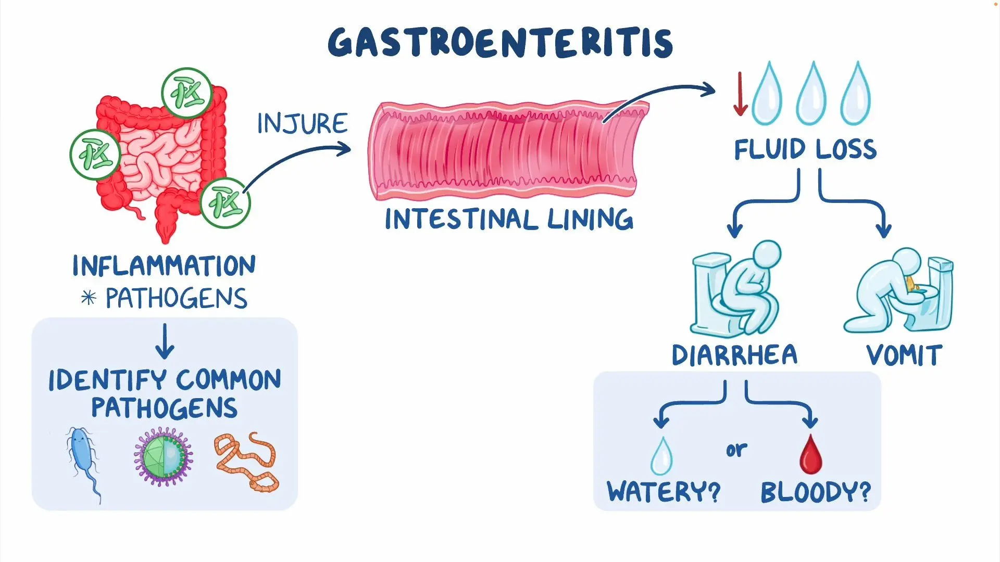 GASTROENTERITIS
INJURE
INTESTINAL LINING
FLUID LOSS
INFLAMMATION
* PATHOGENS
IDENTIFY COMMON
PATHOGENS
DIARRHEA
VOMIT
or
WATERY?
BLOODY?